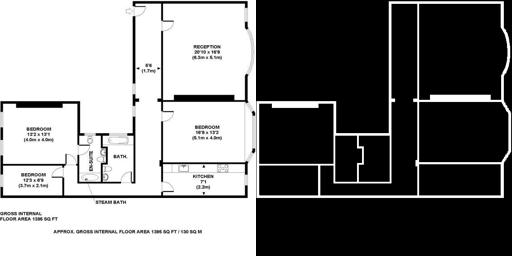 RECEPTION
20'10 x 16'9
(6.3m x 5.1m)
5'6
(1.7m)
BEDROOM
13'2 x 13'1
(4.0m x 4.0m)
BEDROOM
16'8 x 13'2
(5.1m x 4.0m)
EN-SUITE
BATH.
BEDROOM
12'3 x 6'9
(3.7m x 2.1m)
KITCHEN
7'1
(2.2m)
STEAM BATH
GROSS INTERNAL
FLOOR AREA 1396 SQ FT
APPROX. GROSS INTERNAL FLOOR AREA 1396 SQ FT / 130 SQ M